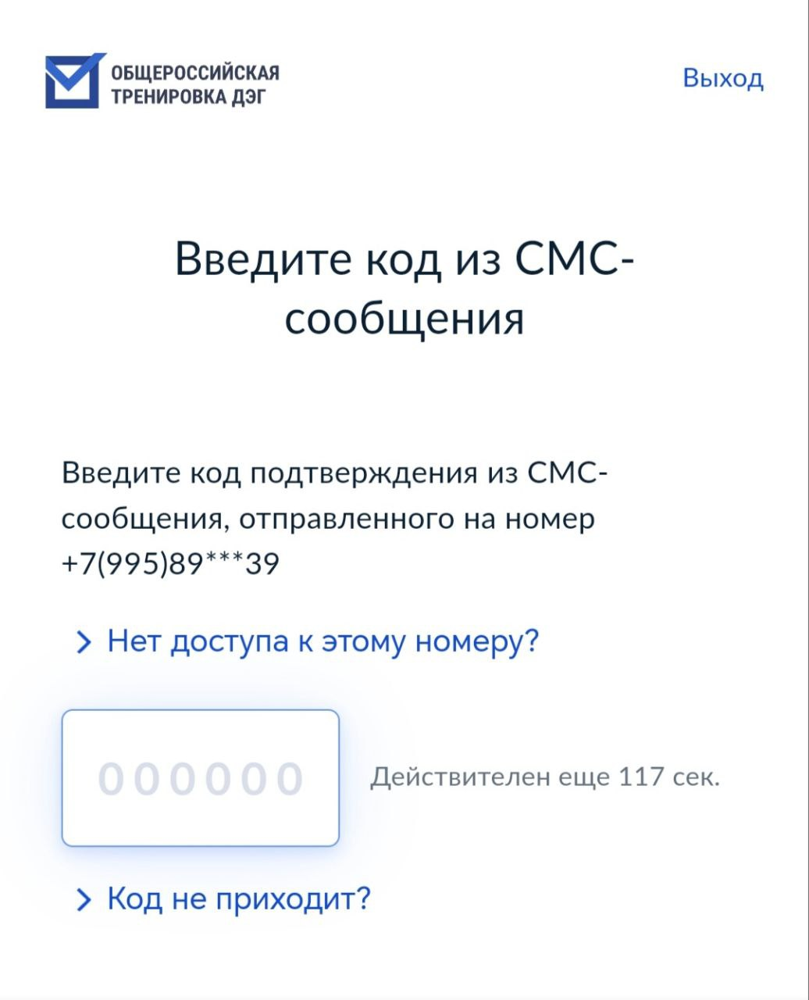 ОБЩЕРОССИЙСКАЯ
ТРЕНИРОВКА ДЭГ
Выход
Введите код из СМС-
сообщения
Введите код подтверждения из СМС-
сообщения, отправленного на номер
+7(995)89***39
Нет доступа к этому номеру?
000000
Действителен еще 117 сек.
Код не приходит?